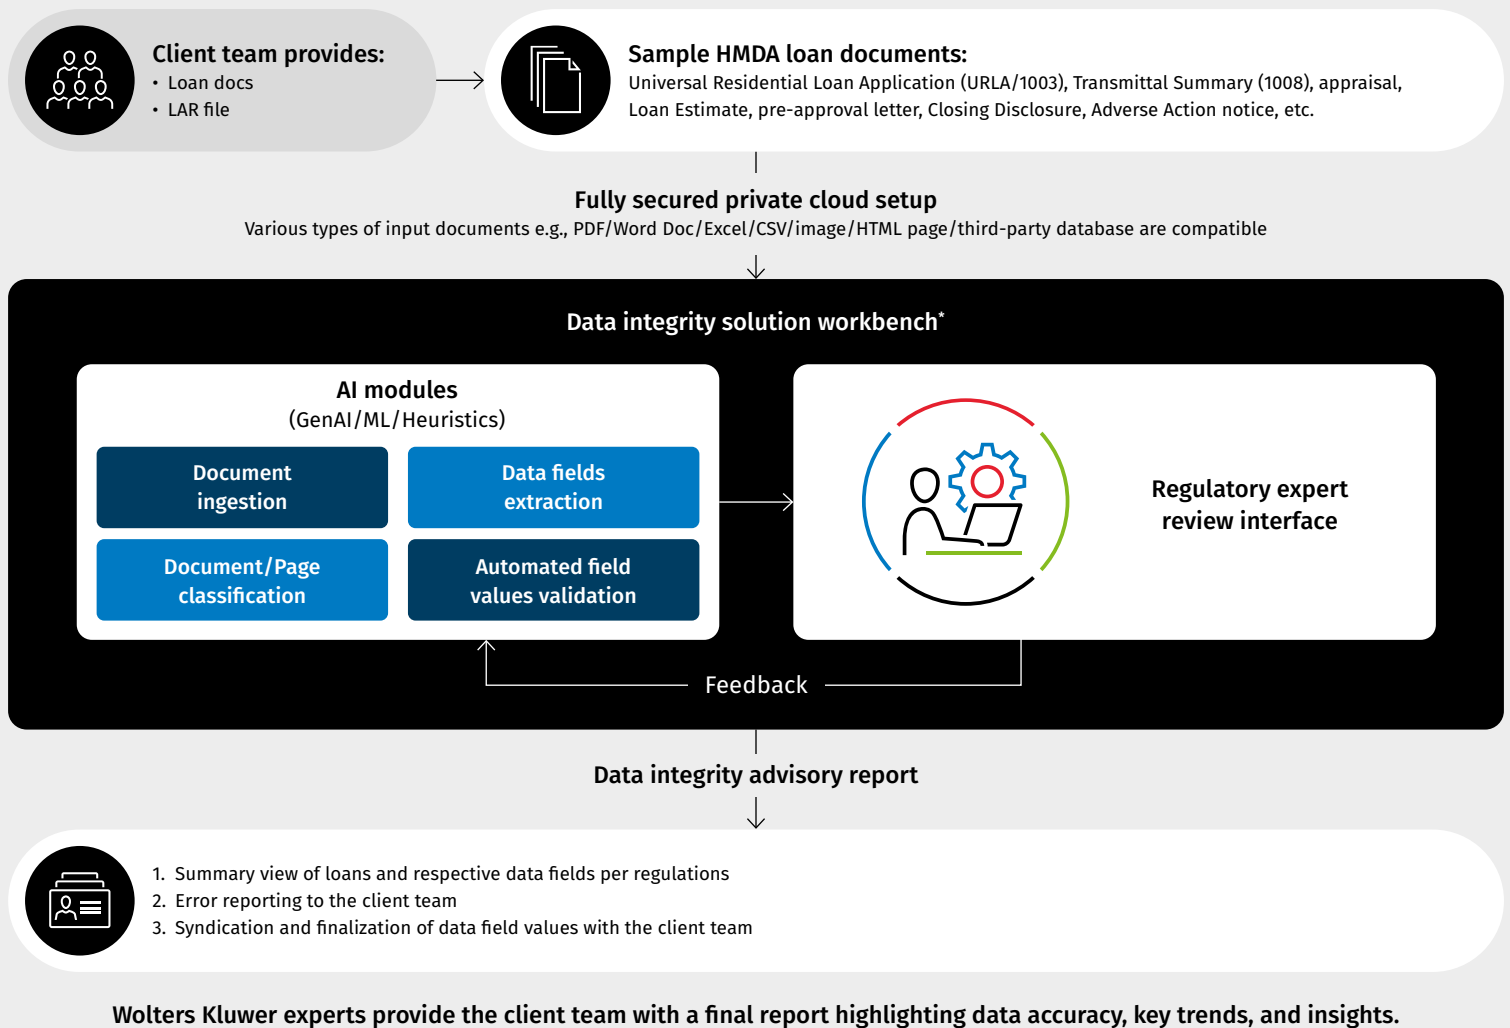 Client team provides:
• Loan docs
• LAR file
Sample HMDA loan documents:
Universal Residential Loan Application (URLA/1003), Transmittal Summary (1008), appraisal,
Loan Estimate, pre-approval letter, Closing Disclosure, Adverse Action notice, etc.
Fully secured private cloud setup
Various types of input documents e.g., PDF/Word Doc/Excel/CSV/image/HTML page/third-party database are compatible
Data integrity solution workbench*
AI modules
(GenAI/ML/Heuristics)
Document
ingestion
Data fields
extraction
Document/Page
classification
Automated field
values validation
Regulatory expert
review interface
Feedback
Data integrity advisory report
1. Summary view of loans and respective data fields per regulations
2. Error reporting to the client team
3. Syndication and finalization of data field values with the client team
Wolters Kluwer experts provide the client team with a final report highlighting data accuracy, key trends, and insights.